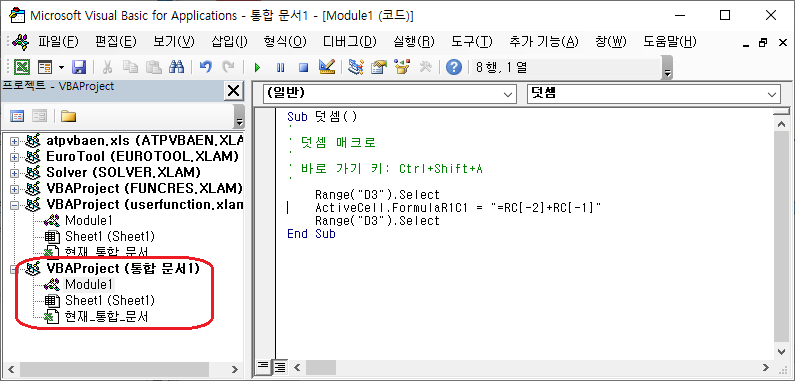 Microsoft Visual Basic for Applications - 통합 문서1 - [Module1 (코드)]
파일(F) 편집(E) 보기(V) 삽입(I) 형식(O) 디버그(D) 실행(R) 도구(T) 추가 기능(A) 창(W) 도움말(H)
8 행, 1 열
프로젝트 - VBAProject
(일반) 덧셈
atpvbaen.xls (ATPVBAEN.XLAM
EuroTool (EUROTOOL.XLAM)
Solver (SOLVER.XLAM)
VBAProject (FUNCRES.XLAM)
VBAProject (userfunction.xlam
Module1
Sheet1 (Sheet1)
현재_통합_문서
VBAProject (통합 문서1)
Module1
Sheet1 (Sheet1)
현재_통합_문서
Sub 덧셈()
'
' 덧셈 매크로
'
' 바로 가기 키: Ctrl+Shift+A
'
Range("D3").Select
ActiveCell.FormulaR1C1 = "=RC[-2]+RC[-1]"
Range("D3").Select
End Sub